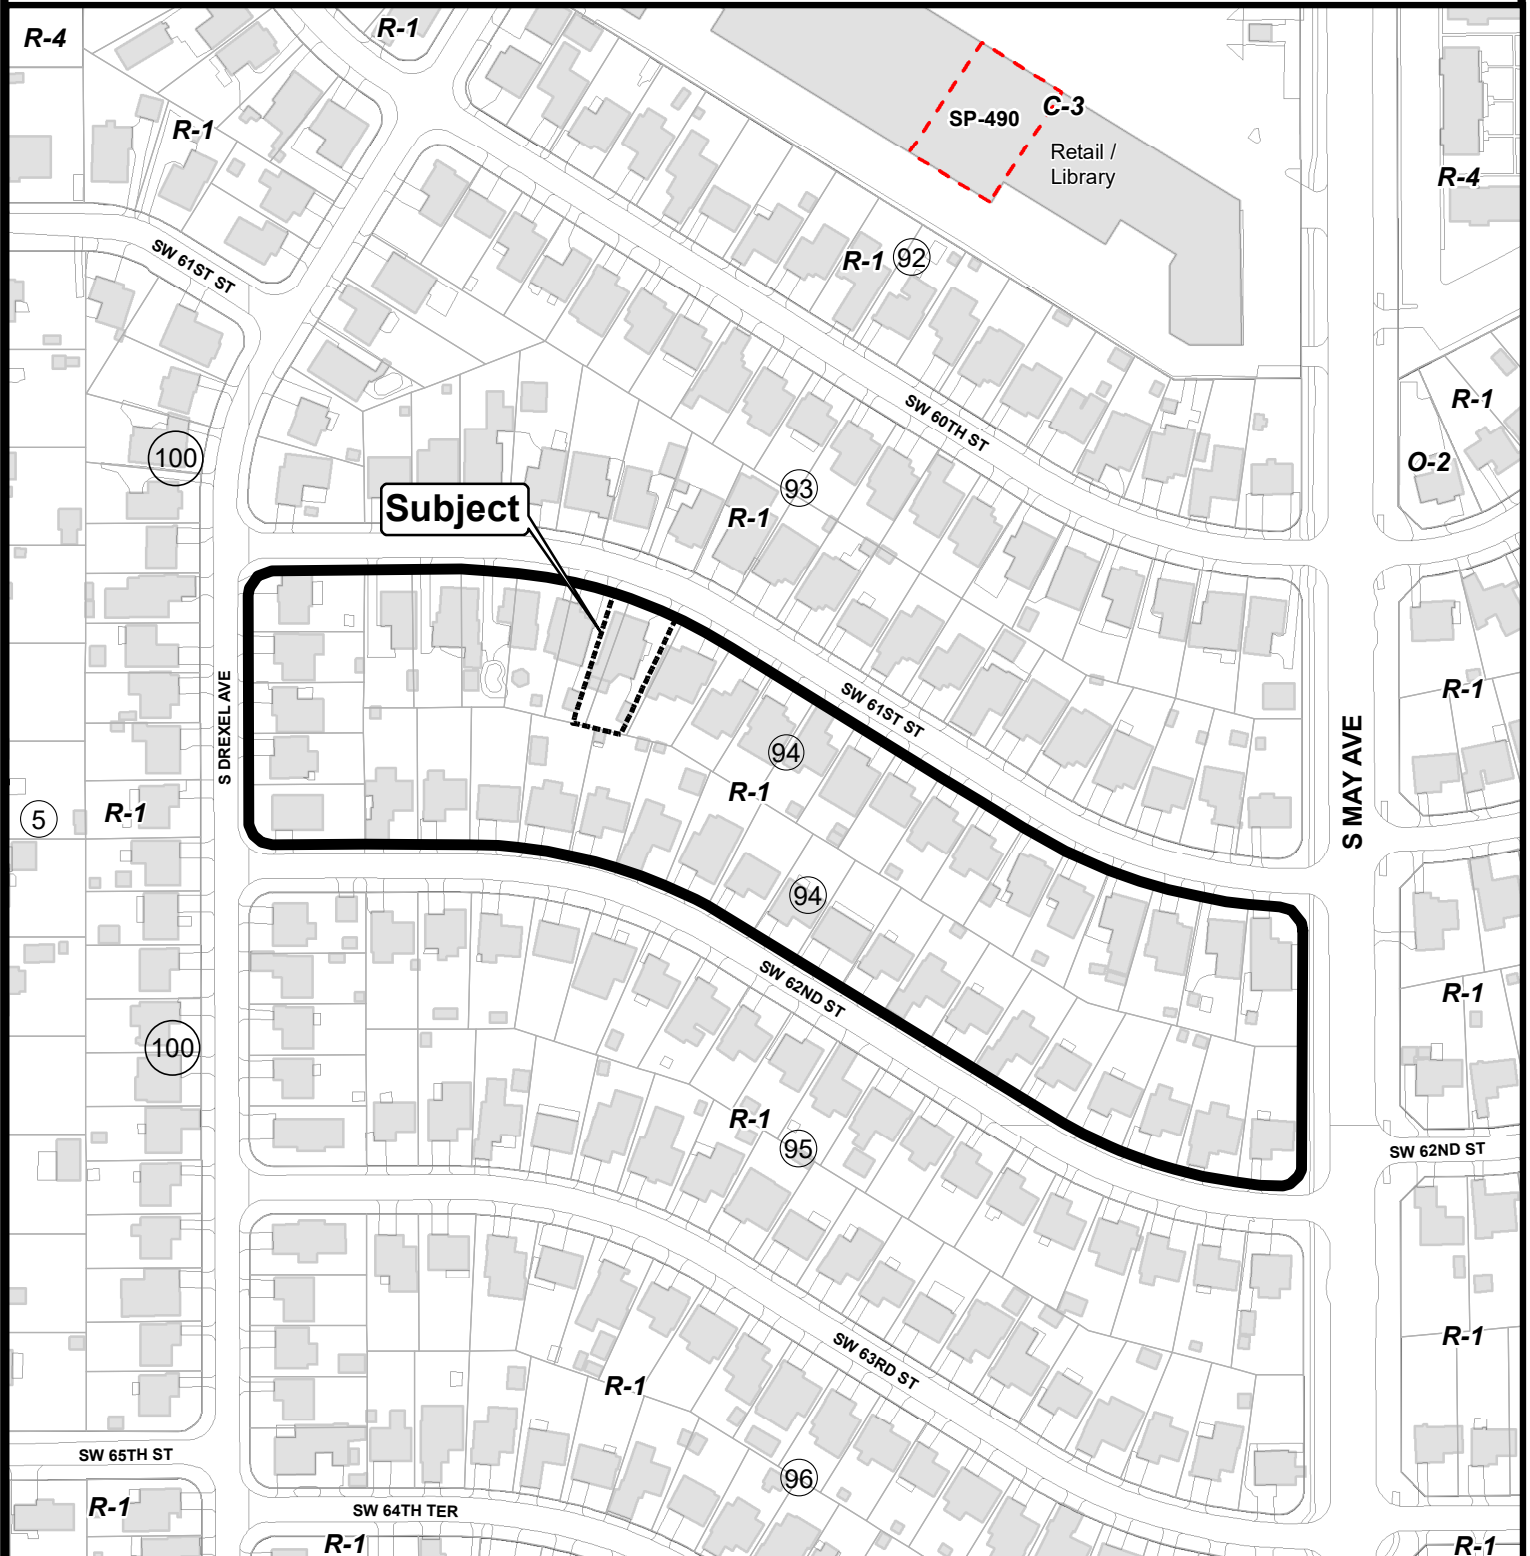 R-4
R-1
R-1
SP-490
C-3
Retail /
Library
R-4
SW 61ST ST
R-1
92
R-1
SW 60TH ST
O-2
100
93
R-1
Subject
S DREXEL AVE
SW 61ST ST
R-1
94
R-1
S MAY AVE
5
R-1
94
SW 62ND ST
R-1
100
R-1
95
SW 62ND ST
R-1
SW 63RD ST
R-1
SW 65TH ST
96
R-1
SW 64TH TER
R-1
R-1